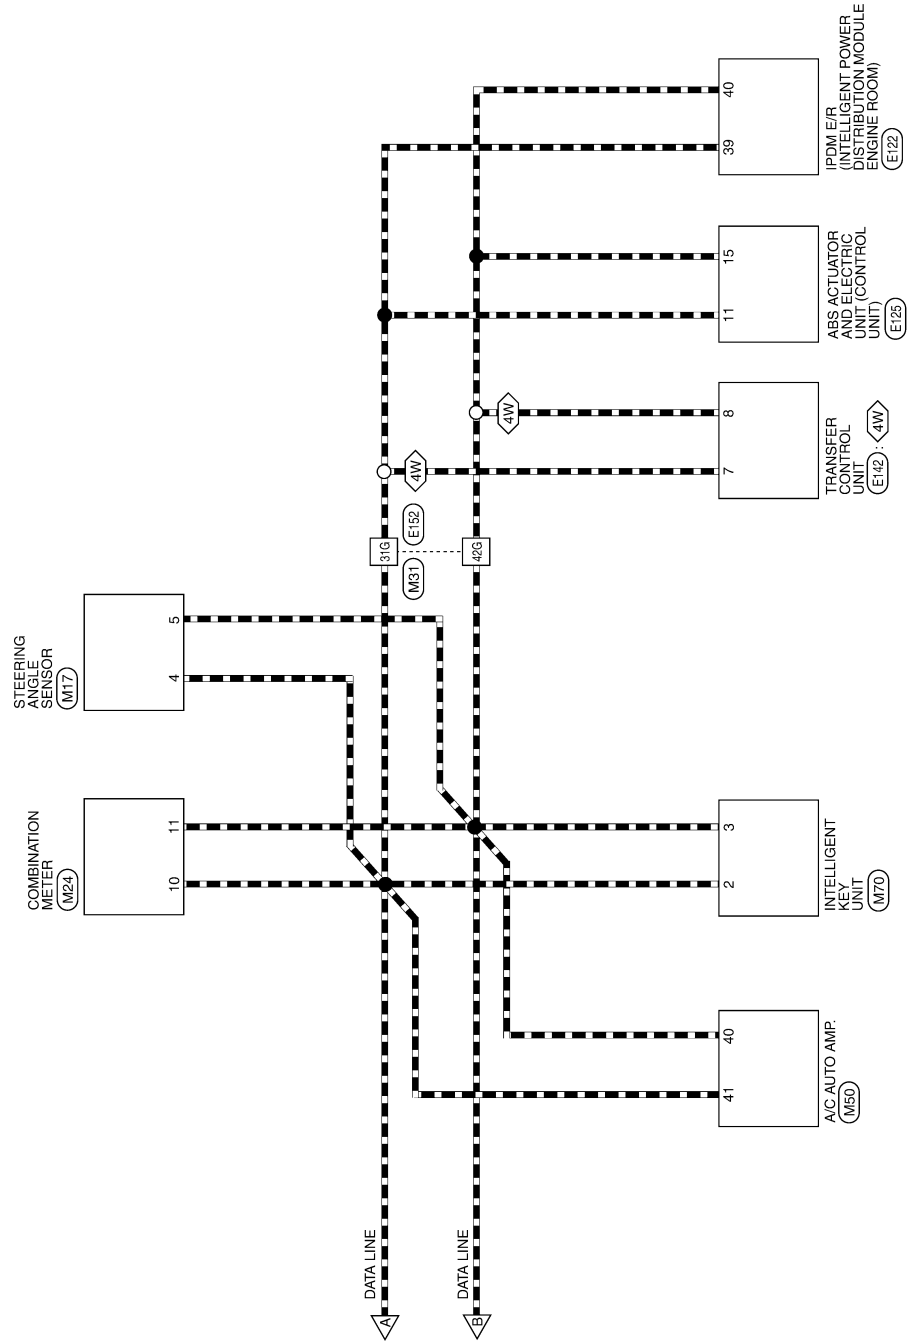 DATA LINE
A
DATA LINE
B
COMBINATION
METER
M24
10
11
STEERING
ANGLE
SENSOR
M17
4
5
31G
42G
M31
E152
4W
4W
41
40
A/C AUTO AMP.
M50
2
3
INTELLIGENT
KEY
UNIT
M70
7
8
TRANSFER
CONTROL
UNIT
E142 : 4W
11
15
ABS ACTUATOR
AND ELECTRIC
UNIT (CONTROL
UNIT)
E125
39
40
IPDM E/R
(INTELLIGENT POWER
DISTRIBUTION MODULE
ENGINE ROOM)
E122